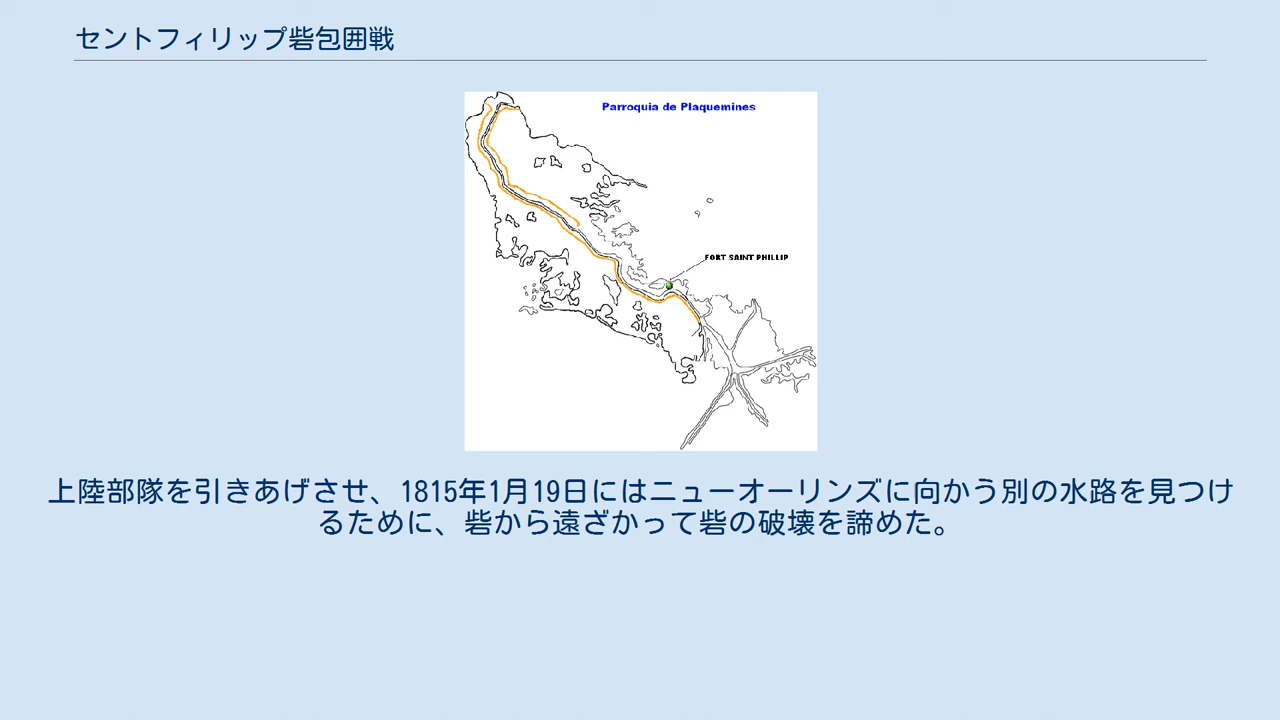 セントフィリップ砦包囲戦
Parroquia de Plaquemines
FORT SAINT PHILLIP
上陸部隊を引きあげさせ、1815年1月19日にはニューオーリンズに向かう別の水路を見つけ
るために、砦から遠ざかって砦の破壊を諦めた。